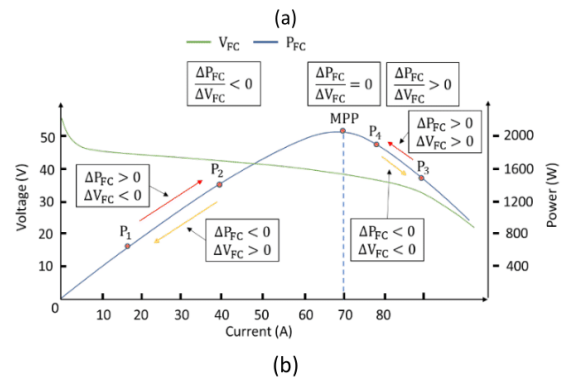 (a)
V_FC P_FC
ΔP_FC/ΔV_FC < 0
ΔP_FC/ΔV_FC = 0
ΔP_FC/ΔV_FC > 0
MPP
P_4
ΔP_FC > 0
ΔV_FC > 0
P_3
ΔP_FC > 0
ΔV_FC < 0
P_2
P_1
ΔP_FC < 0
ΔV_FC > 0
ΔP_FC < 0
ΔV_FC < 0
Voltage (V)
50
40
30
20
10
0
2000
1600
1200
800
400
Power (W)
10 20 30 40 50 60 70 80
Current (A)
(b)